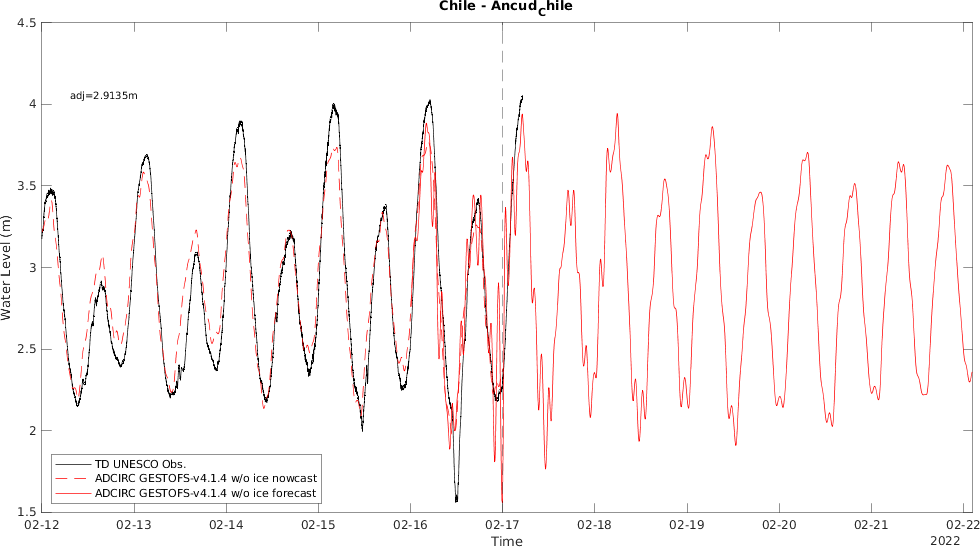 Chile - Ancud_Chile
4.5
4
3.5
3
2.5
2
1.5
Water Level (m)
adj=2.9135m
TD UNESCO Obs.
ADCIRC GESTOFS-v4.1.4 w/o ice nowcast
ADCIRC GESTOFS-v4.1.4 w/o ice forecast
02-12 02-13 02-14 02-15 02-16 02-17 02-18 02-19 02-20 02-21 02-22
Time
2022